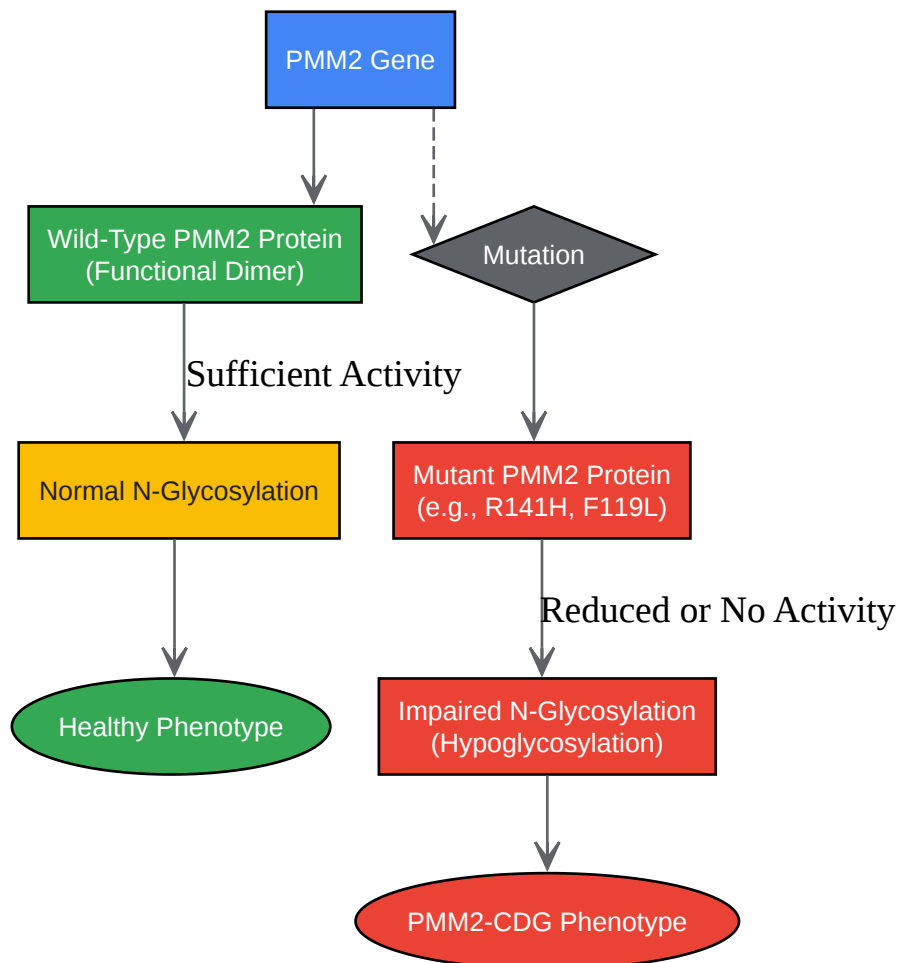 PMM2 Gene
Wild-Type PMM2 Protein
(Functional Dimer)
Mutation
Sufficient Activity
Normal N-Glycosylation
Mutant PMM2 Protein
(e.g., R141H, F119L)
Reduced or No Activity
Healthy Phenotype
Impaired N-Glycosylation
(Hypoglycosylation)
PMM2-CDG Phenotype